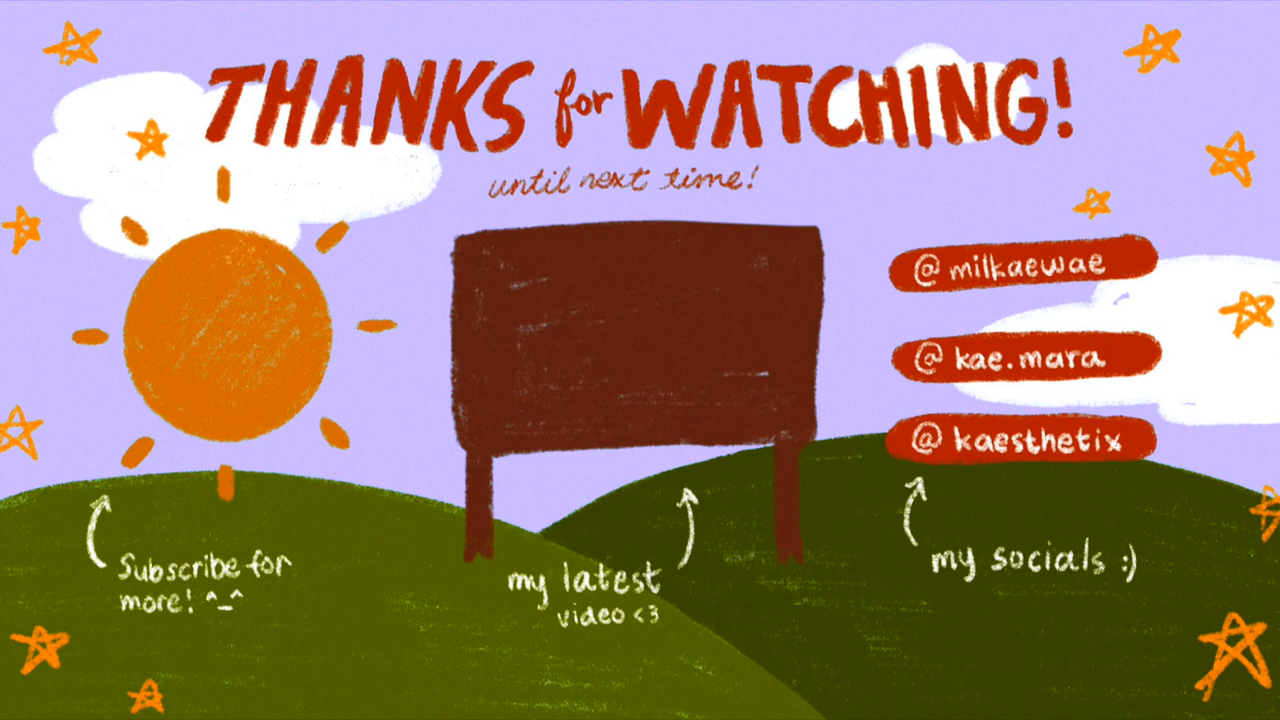 THANKS for WATCHING!
until next time!
@milkaewae
@kae.mara
@kaesthetix
Subscribe for
more! ^_^
my latest
video <3
my socials :)